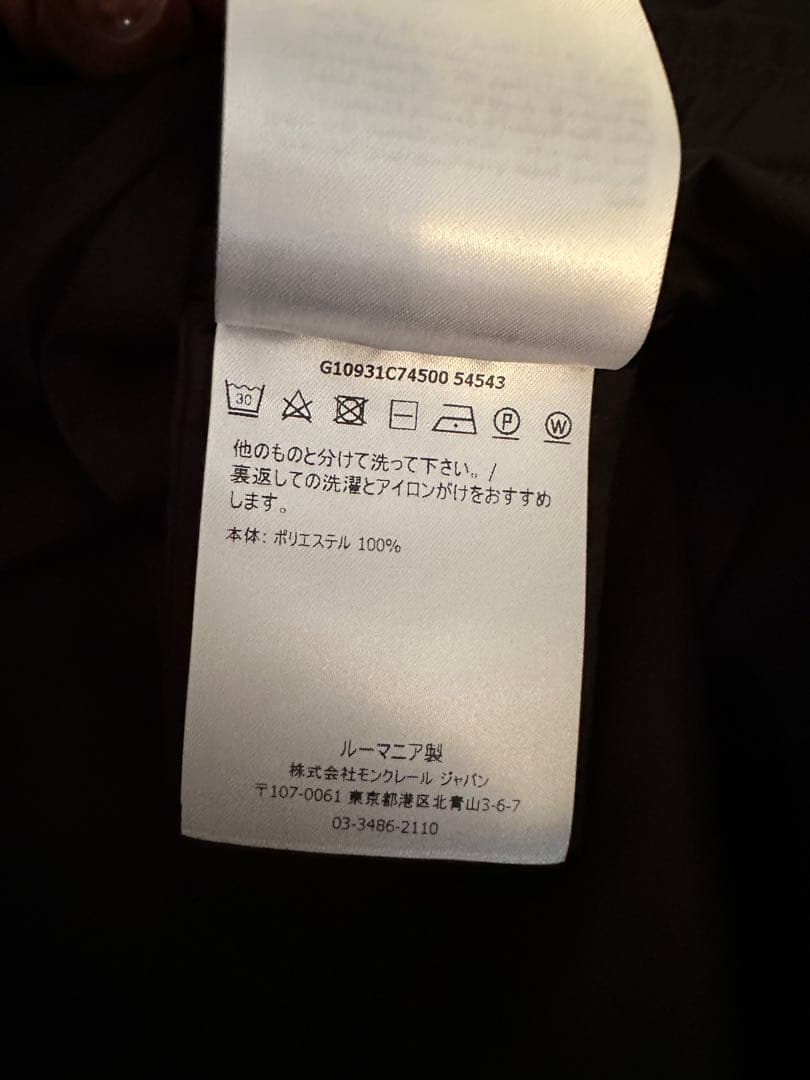 G10931C74500 54543
30
P
W
他のものと分けて洗って下さい。/
裏返しての洗濯とアイロンがけをおすすめ
します。
本体: ポリエステル 100%
ルーマニア製
株式会社モンクレール ジャパン
〒107-0061 東京都港区北青山3-6-7
03-3486-2110